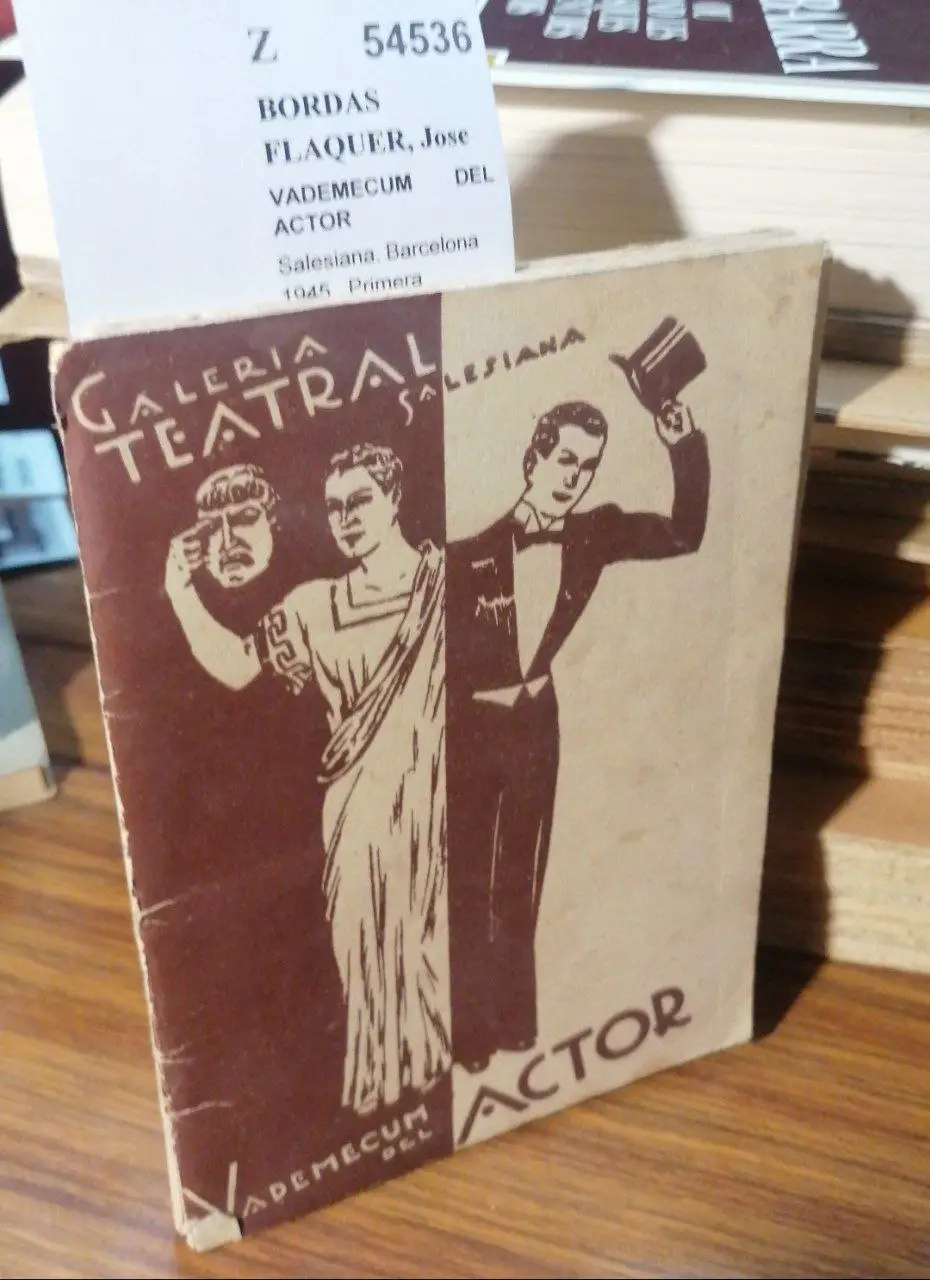 Z 54536
BORDAS
FLAQUER, Jose
VADEMECUM DEL
ACTOR
Salesiana. Barcelona
1945. Primera
GALERIA
TEATRAL
SALESIANA
VADEMECUM
DEL
ACTOR